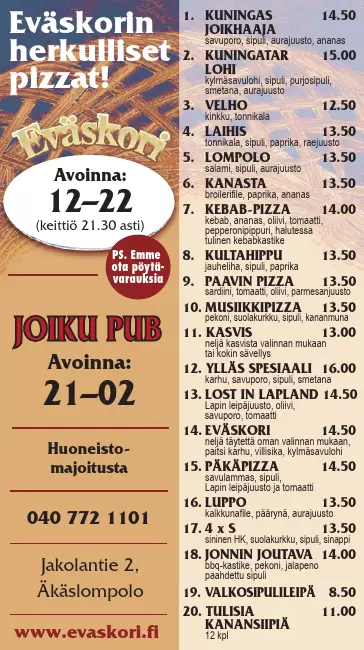 Eväskorin
herkulliset
pizzat!
Eväskori
Avoinna:
12–22
(keittiö 21.30 asti)
PS. Emme
ota pöytä-
varauksia
JOIKU PUB
Avoinna:
21–02
Huoneisto-
majoitusta
040 772 1101
Jakolantie 2,
Äkäslompolo
www.evaskori.fi
1. KUNINGAS 14.50
JOIKHAAJA
savuporo, sipuli, aurajuusto, ananas
2. KUNINGATAR 15.00
LOHI
kylmäsavulohi, sipuli, purjosipuli,
smetana, aurajuusto
3. VELHO 12.50
kinkku, tonnikala
4. LAIHIS 13.50
tonnikala, sipuli, paprika, raejuusto
5. LOMPOLO 13.50
salami, sipuli, aurajuusto
6. KANASTA 13.50
broilerifile, paprika, ananas
7. KEBAB-PIZZA 14.00
kebab, ananas, oliivi, tomaatti,
pepperonipippuri, halutessa
tulinen kebabkastike
8. KULTAHIPPU 13.50
jauheliha, sipuli, paprika
9. PAAVIN PIZZA 13.50
sardiini, tomaatti, oliivi, parmesanjuusto
10. MUSIIKKIPIZZA 13.50
pekoni, suolakurkku, sipuli, kananmuna
11. KASVIS 13.00
neljä kasvista valinnan mukaan
tai kokin sävellys
12. YLLÄS SPESIAALI 16.00
karhu, savuporo, sipuli, smetana
13. LOST IN LAPLAND 14.50
Lapin leipäjuusto, oliivi,
savuporo, tomaatti
14. EVÄSKORI 14.50
neljä täytettä oman valinnan mukaan,
paitsi karhu, villisika, kylmäsavulohi
15. PÄKÄPIZZA 14.50
savulammas, sipuli,
Lapin leipäjuusto ja tomaatti
16. LUPPO 13.50
kalkkunafile, päärynä, aurajuusto
17. 4 x S 13.50
sininen HK, suolakurkku, sipuli, sinappi
18. JONNIN JOUTAVA 14.00
bbq-kastike, pekoni, jalapeno
paahdettu sipuli
19. VALKOSIPULILEIPÄ 8.50
20. TULISIA 11.00
KANANSIIPIÄ
12 kpl